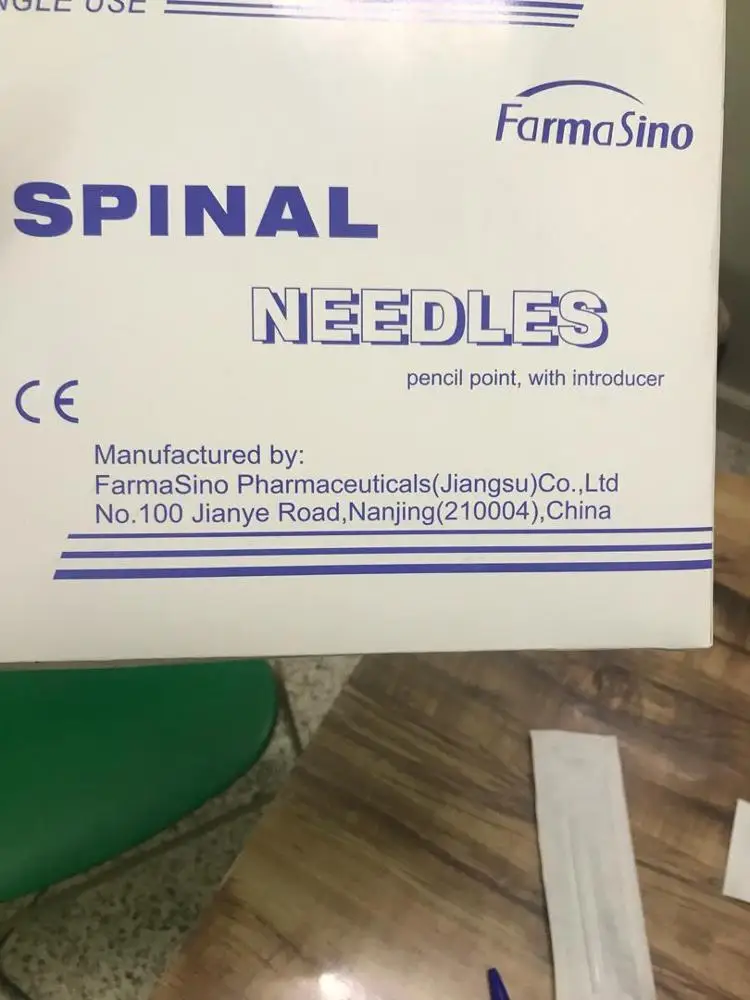 USE
FarmaSino
SPINAL
NEEDLES
pencil point, with introducer
CE
Manufactured by:
FarmaSino Pharmaceuticals(Jiangsu)Co.,Ltd
No.100 Jianye Road,Nanjing(210004),China